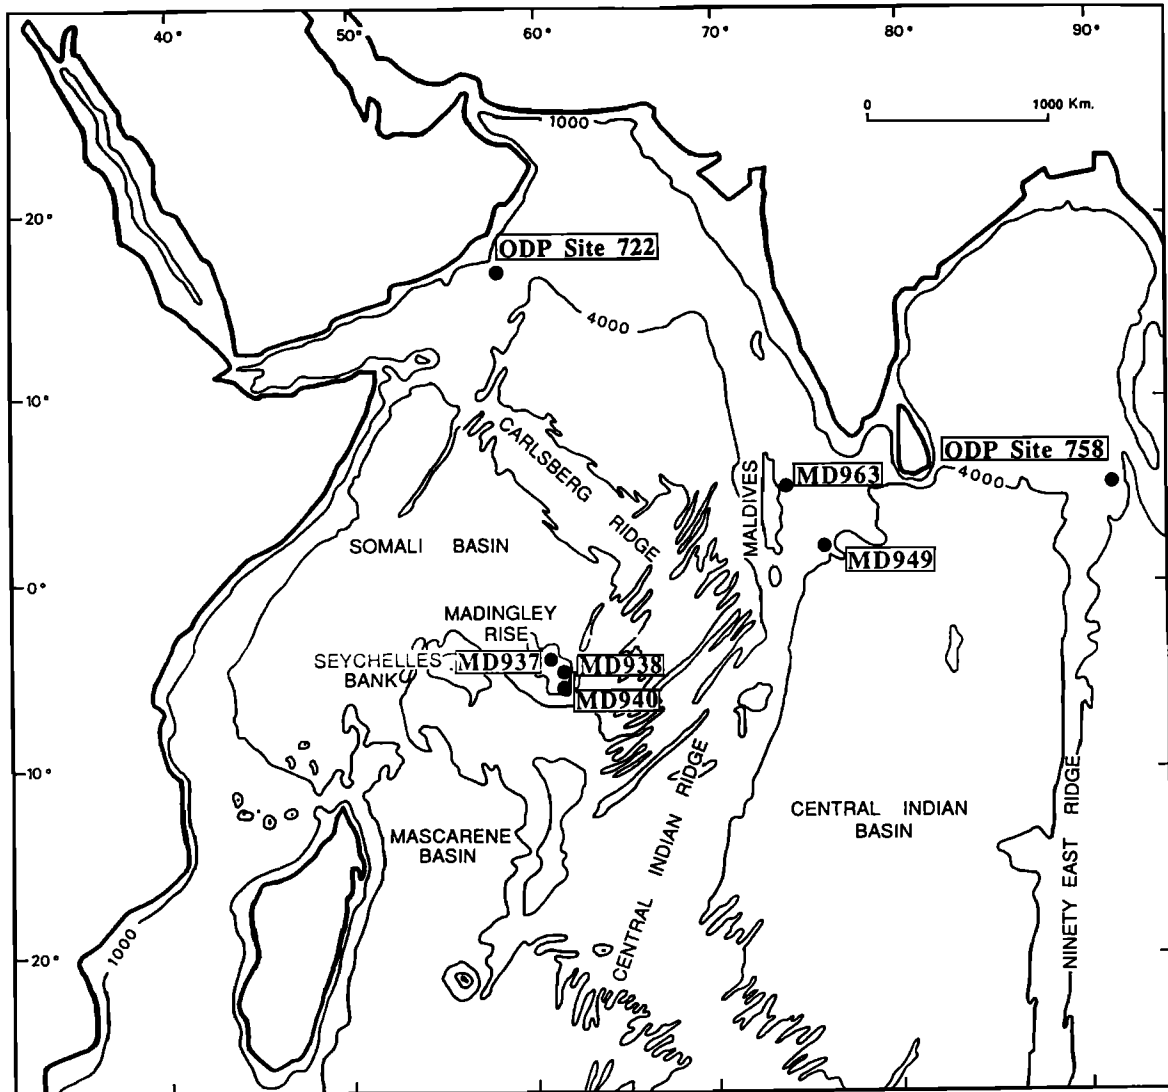 40° 50° 60° 70° 80° 90°
0 1000 Km.
1000
20°
ODP Site 722
4000
10°
CARLSBERG RIDGE
MALDIVES
MD963
ODP Site 758
4000
SOMALI BASIN
MD949
0°
MADINGLEY
RISE
SEYCHELLES
BANK
MD937
MD938
MD940
10°
CENTRAL INDIAN RIDGE
CENTRAL INDIAN
BASIN
NINETY EAST RIDGE
MASCARENE
BASIN
1000
20°